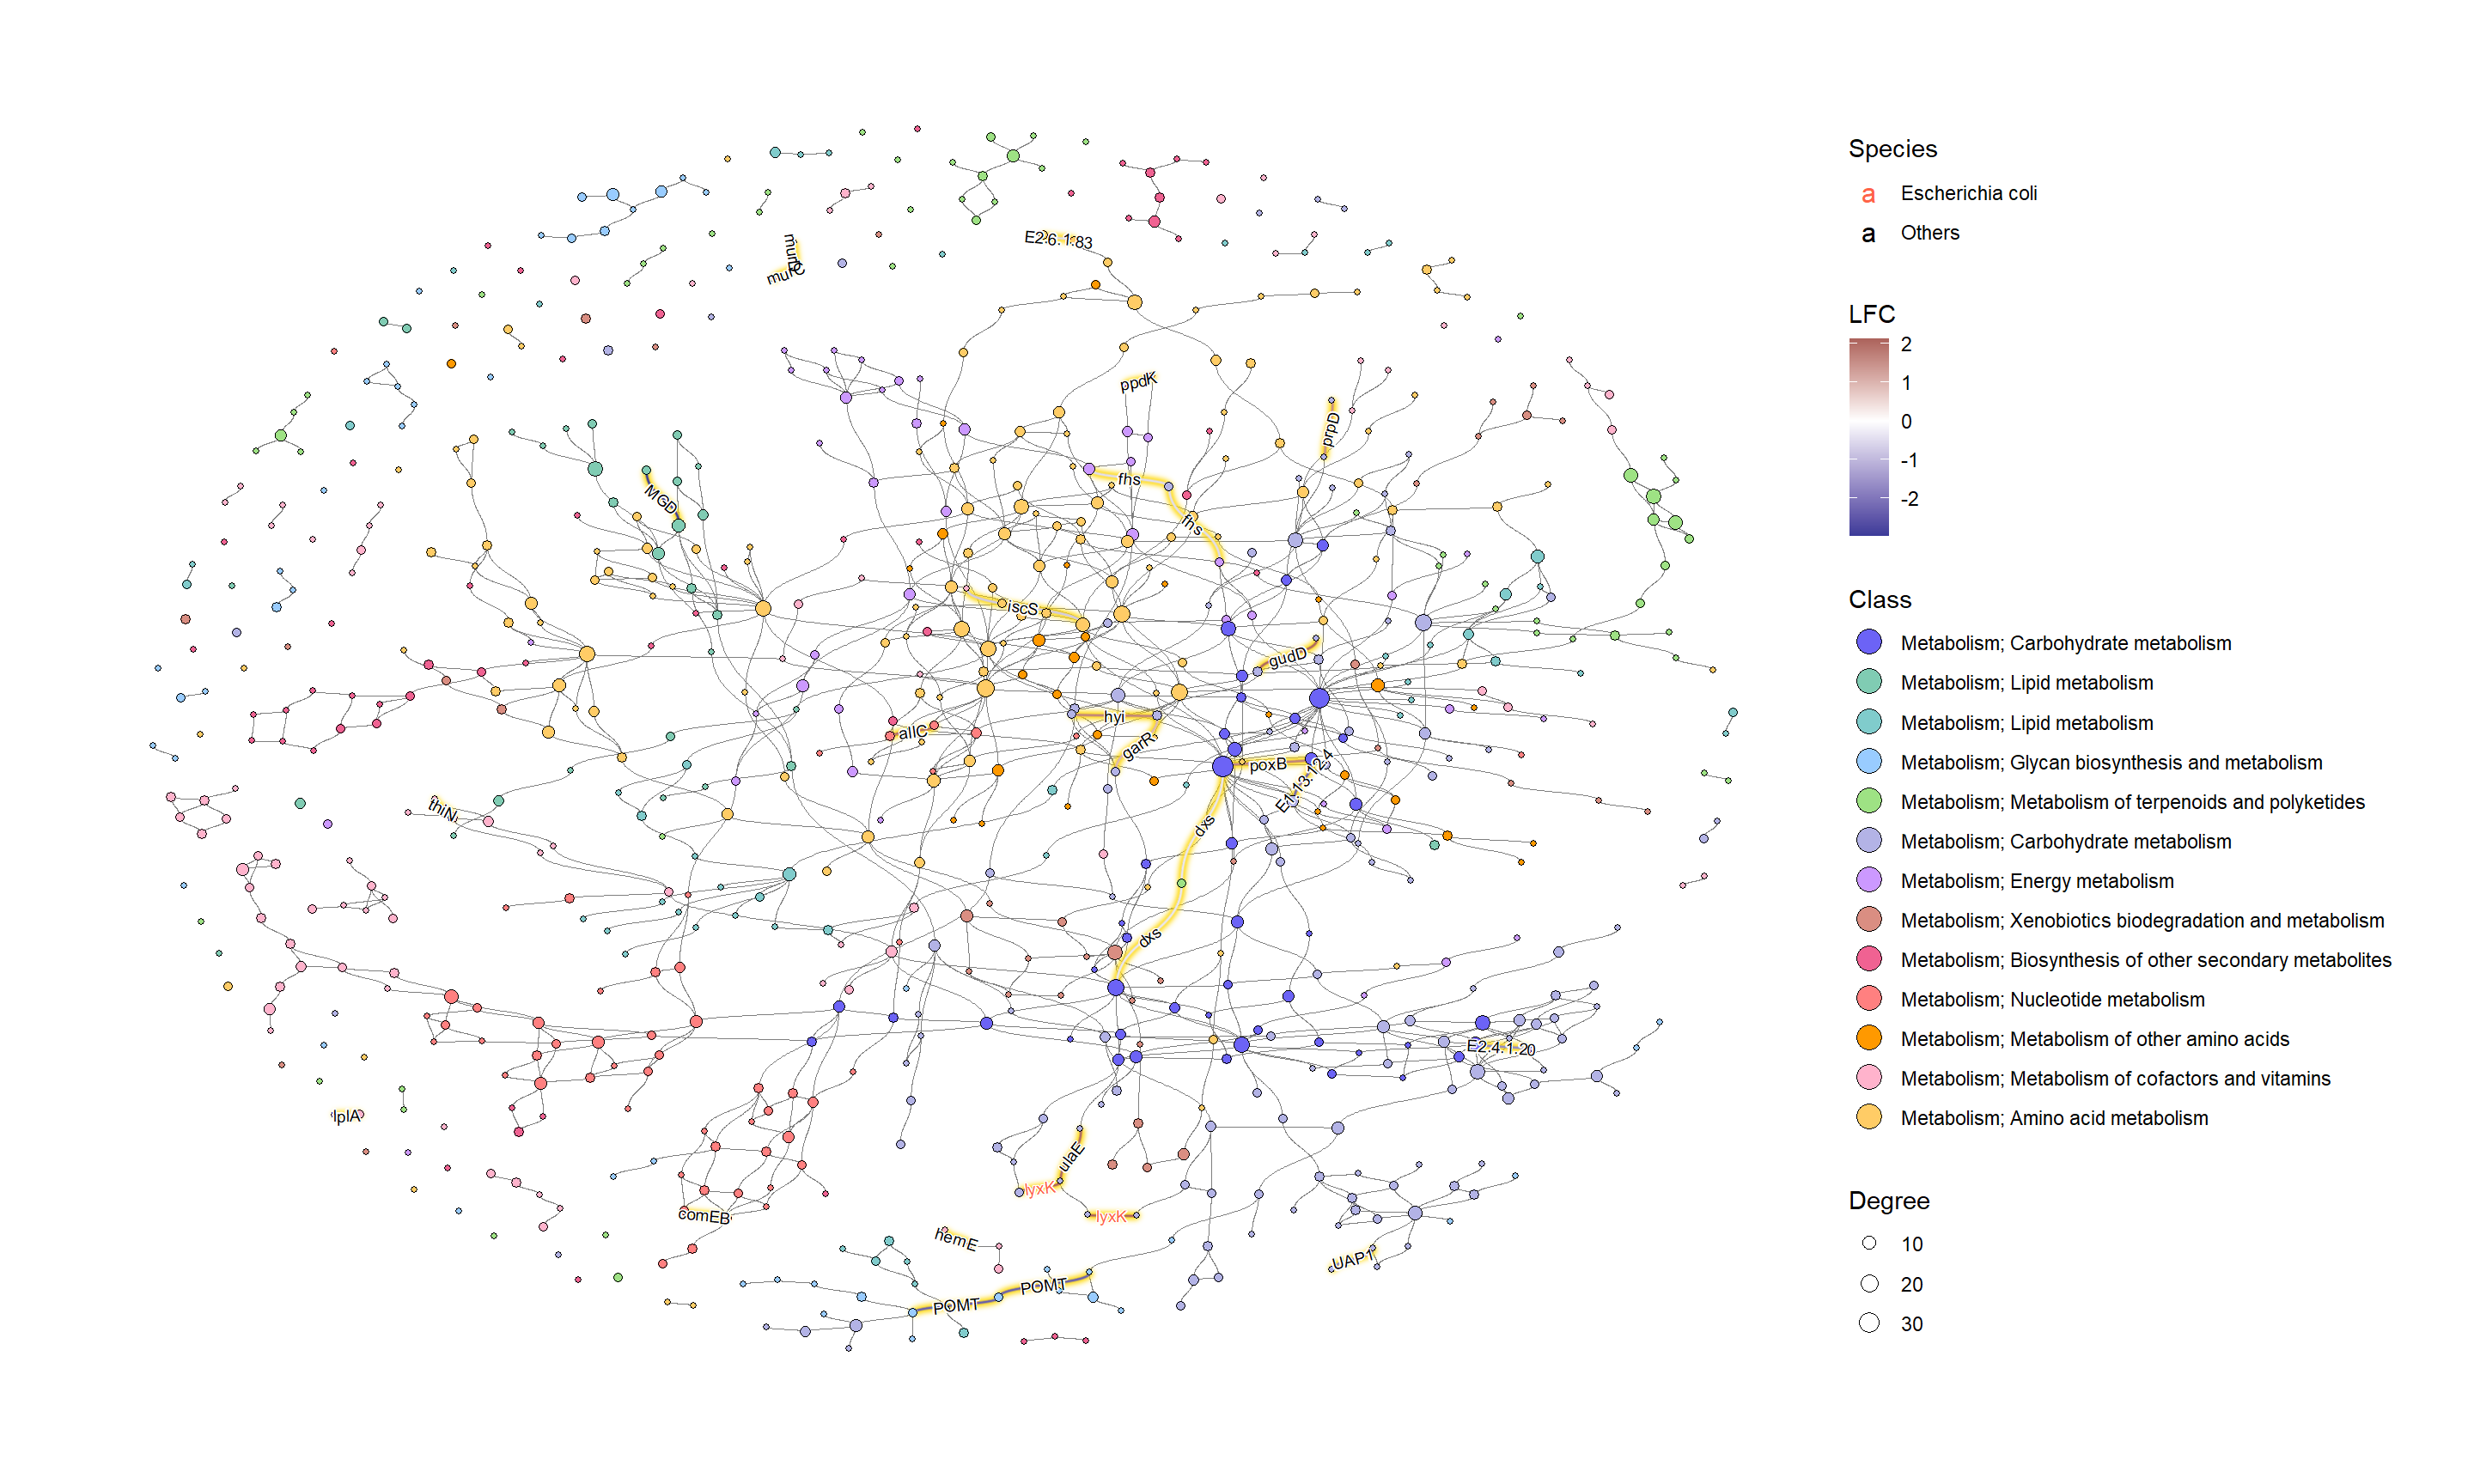 Species
a Escherichia coli
a Others
LFC
2
1
0
-1
-2
Class
Metabolism; Carbohydrate metabolism
Metabolism; Lipid metabolism
Metabolism; Lipid metabolism
Metabolism; Glycan biosynthesis and metabolism
Metabolism; Metabolism of terpenoids and polyketides
Metabolism; Carbohydrate metabolism
Metabolism; Energy metabolism
Metabolism; Xenobiotics biodegradation and metabolism
Metabolism; Biosynthesis of other secondary metabolites
Metabolism; Nucleotide metabolism
Metabolism; Metabolism of other amino acids
Metabolism; Metabolism of cofactors and vitamins
Metabolism; Amino acid metabolism
Degree
10
20
30
murC
E2.6.1.83
ppdK
prpD
fhs
MGD
fhs
iscS
gudD
hyi
allC
garR
poxB
E1.13.12.4
thiN
dxs
dxs
E2.4.1.20
lplA
ulaE
lyxK
lyxK
comEB
hemE
UAP1
POMT
POMT